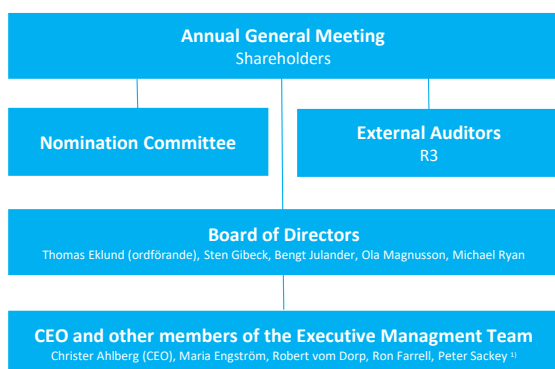 Annual General Meeting
Shareholders
Nomination Committee
External Auditors
R3
Board of Directors
Thomas Eklund (ordförande), Sten Gibeck, Bengt Julander, Ola Magnusson, Michael Ryan
CEO and other members of the Executive Managment Team
Christer Ahlberg (CEO), Maria Engström, Robert vom Dorp, Ron Farrell, Peter Sackey ¹⁾